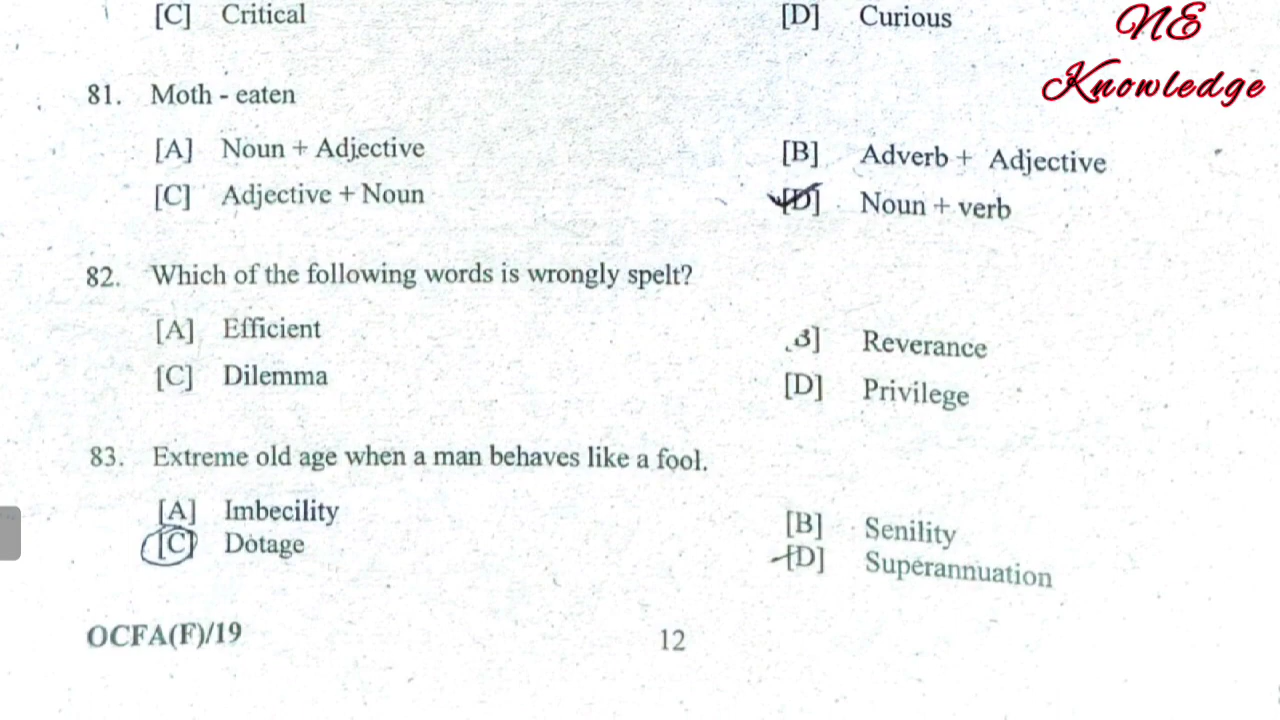 [C] Critical [D] Curious
NE
Knowledge
81. Moth - eaten
[A] Noun + Adjective [B] Adverb + Adjective
[C] Adjective + Noun [D] Noun + verb
82. Which of the following words is wrongly spelt?
[A] Efficient [B] Reverance
[C] Dilemma [D] Privilege
83. Extreme old age when a man behaves like a fool.
[A] Imbecility [B] Senility
[C] Dotage [D] Superannuation
OCFA(F)/19 12